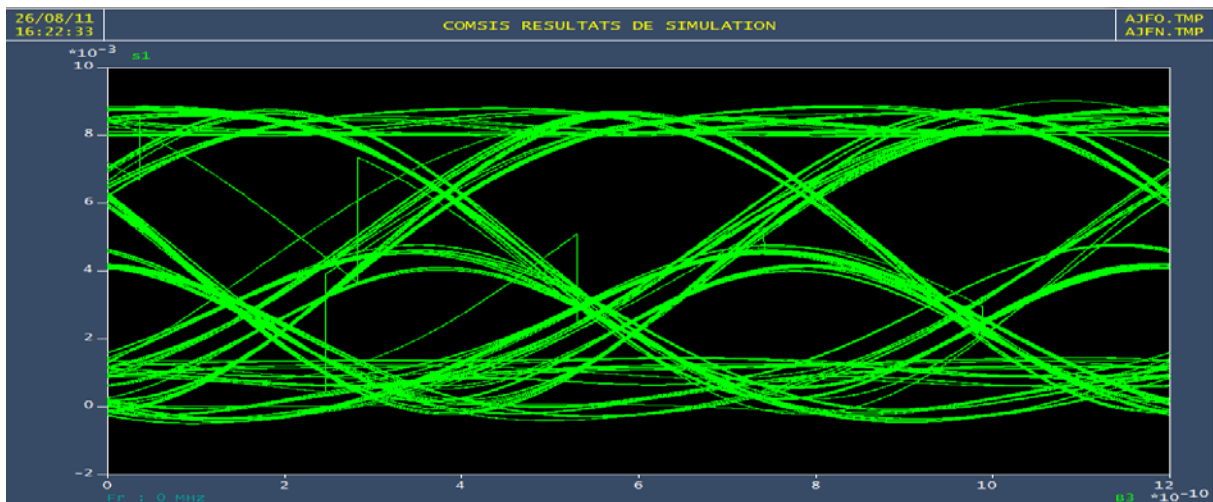 26/08/11
16:22:33
COMSIS RESULTATS DE SIMULATION
AJFO.TMP
AJFN.TMP
*10-3 s1
10
8
6
4
2
0
-2
0 2 4 6 8 10 12
Fr : 0 MHz
B3 *10-10